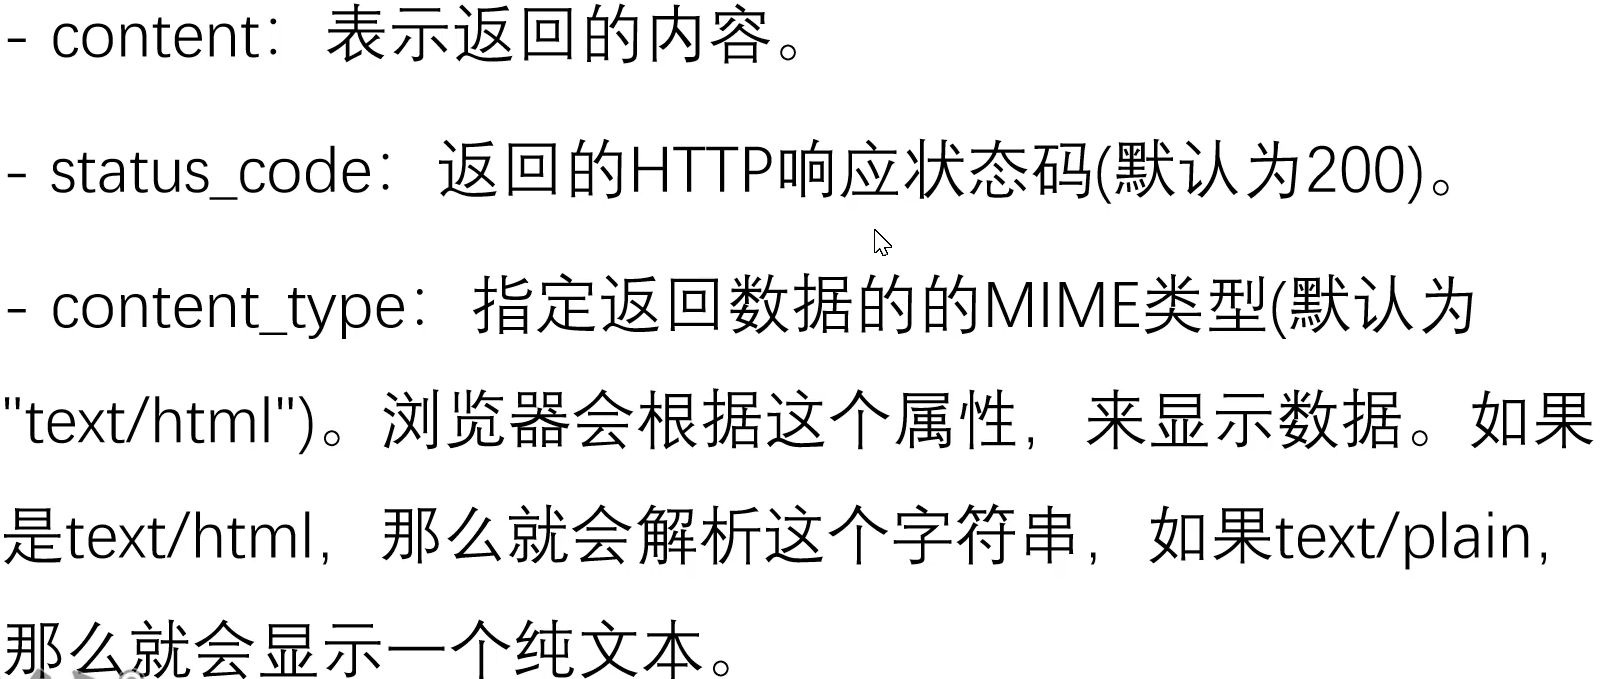 - content：表示返回的内容。
- status_code：返回的HTTP响应状态码(默认为200)。
- content_type：指定返回数据的的MIME类型(默认为
"text/html")。浏览器会根据这个属性，来显示数据。如果
是text/html，那么就会解析这个字符串，如果text/plain，
那么就会显示一个纯文本。